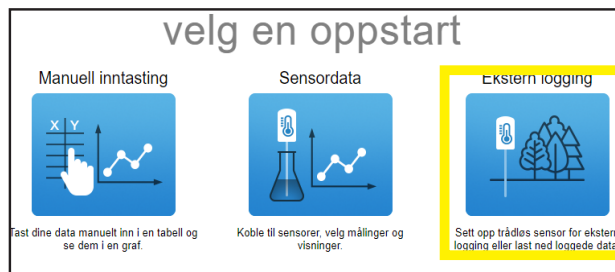 velg en oppstart
Manuell inntasting
Sensordata
Ekstern logging
X Y
Tast dine data manuelt inn i en tabell og
se dem i en graf.
Koble til sensorer, velg målinger og
visninger.
Sett opp trådløs sensor for ekstern
logging eller last ned loggede data